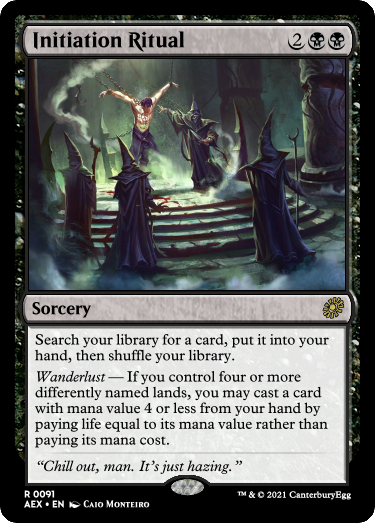 Initiation Ritual 2
Sorcery
Search your library for a card, put it into your
hand, then shuffle your library.
Wanderlust — If you control four or more
differently named lands, you may cast a card
with mana value 4 or less from your hand by
paying life equal to its mana value rather than
paying its mana cost.
“Chill out, man. It’s just hazing.”
R 0091
AEX • EN Caio Monteiro
™ & © 2021 CanterburyEgg